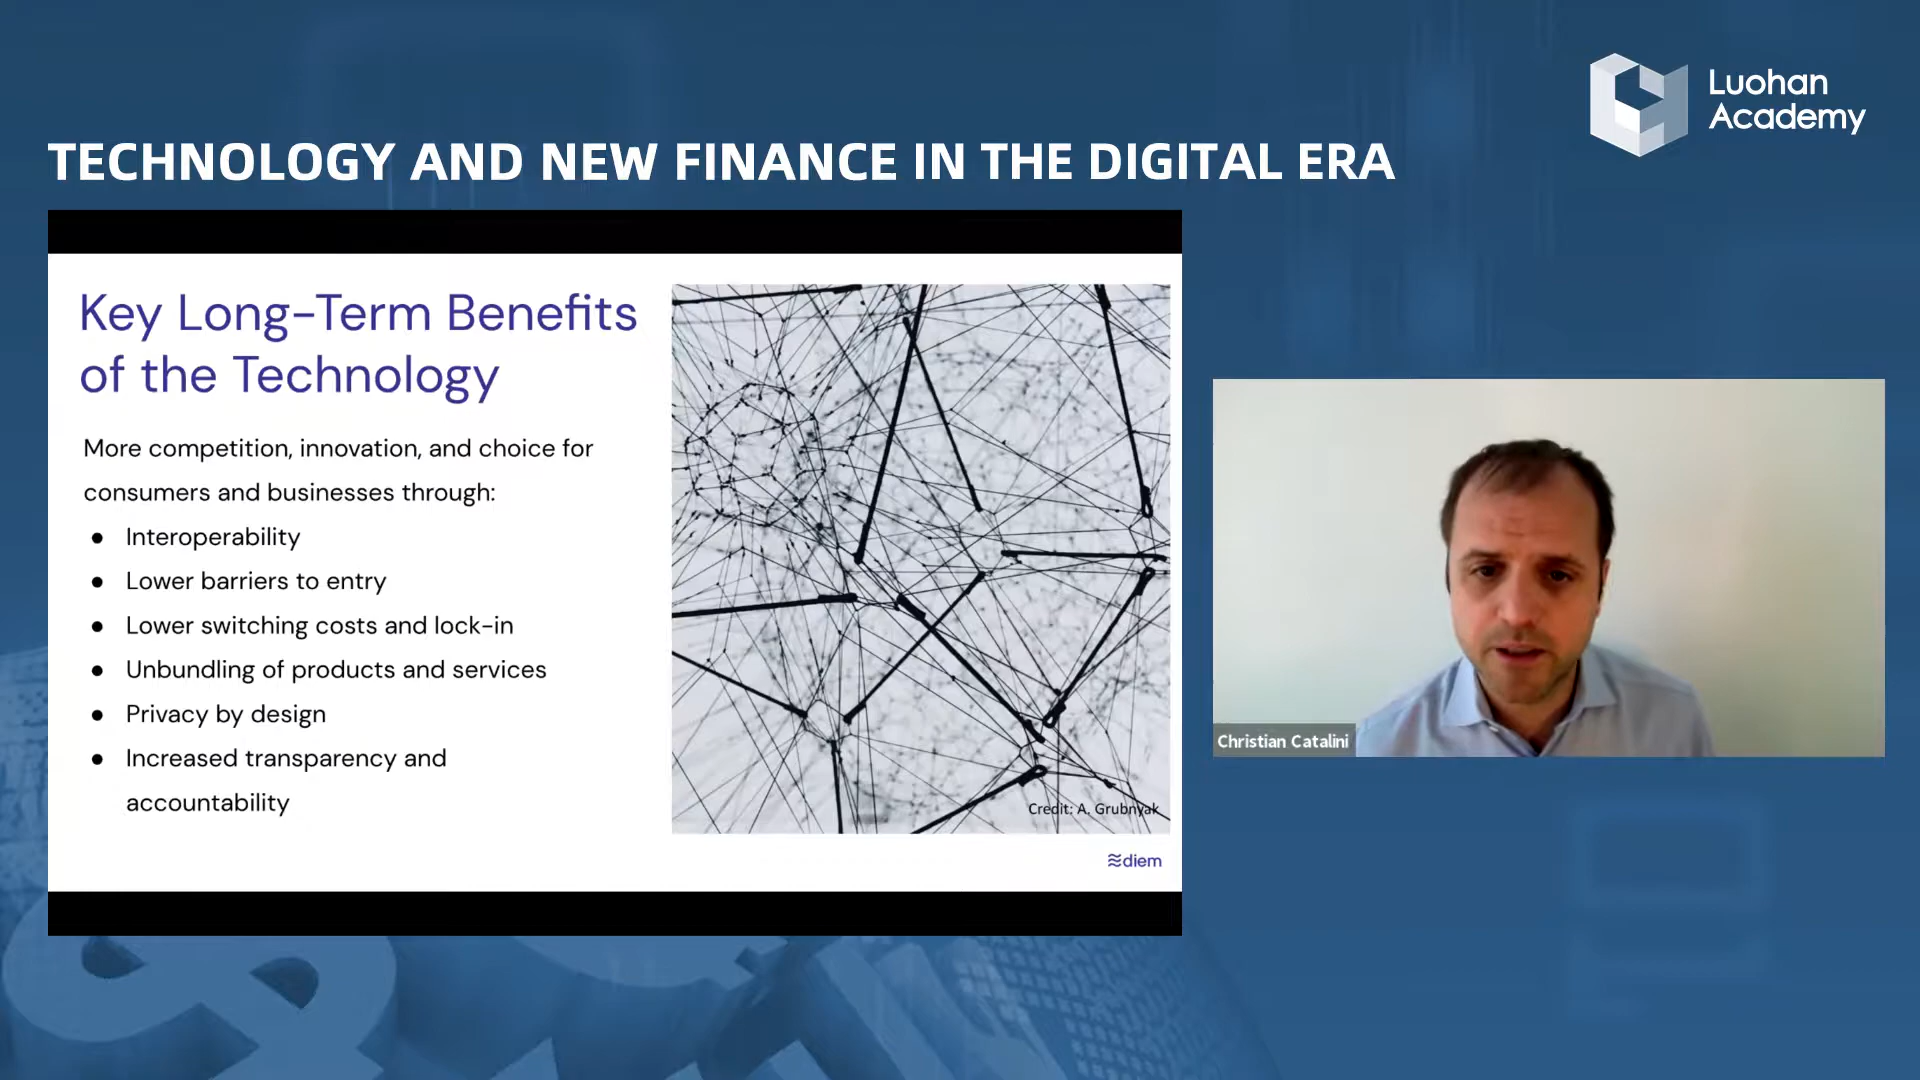 Luohan
Academy
TECHNOLOGY AND NEW FINANCE IN THE DIGITAL ERA
Key Long-Term Benefits
of the Technology
More competition, innovation, and choice for
consumers and businesses through:
● Interoperability
● Lower barriers to entry
● Lower switching costs and lock-in
● Unbundling of products and services
● Privacy by design
● Increased transparency and
accountability
Credit: A. Grubnyak
diem
Christian Catalini